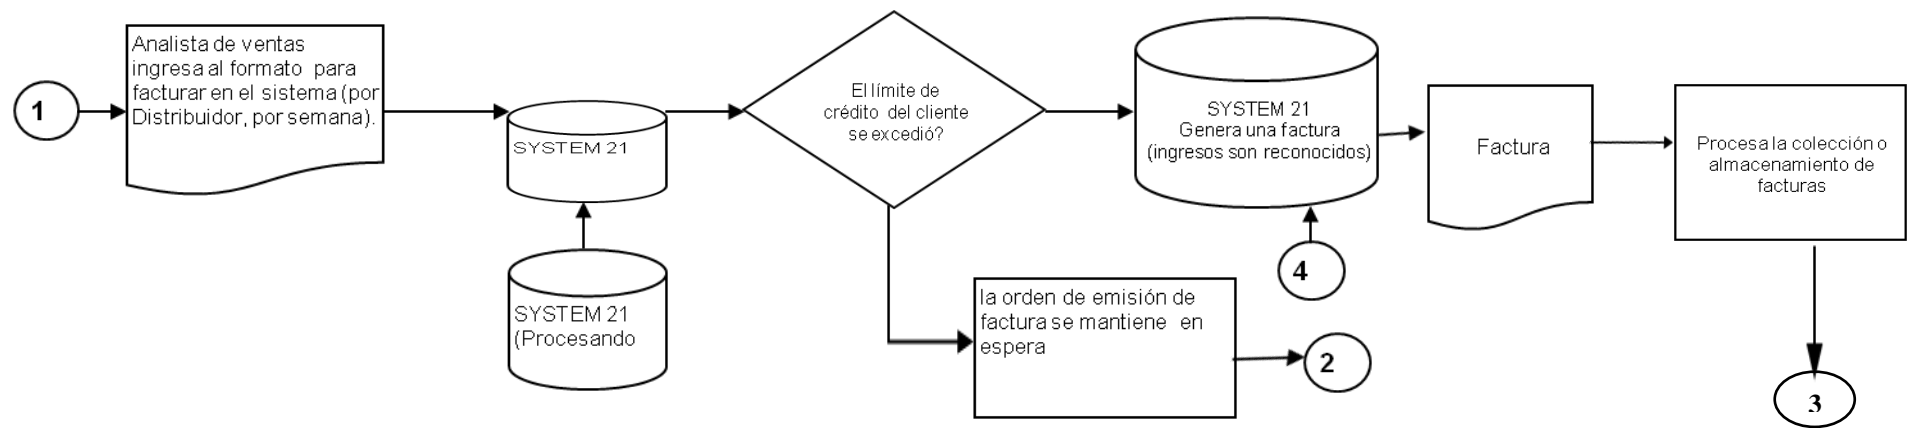 1
Analista de ventas
ingresa al formato para
facturar en el sistema (por
Distribuidor, por semana).
SYSTEM 21
SYSTEM 21
(Procesando
El límite de
crédito del cliente
se excedió?
la orden de emisión de
factura se mantiene en
espera
2
SYSTEM 21
Genera una factura
(ingresos son reconocidos)
4
Factura
Procesa la colección o
almacenamiento de
facturas
3